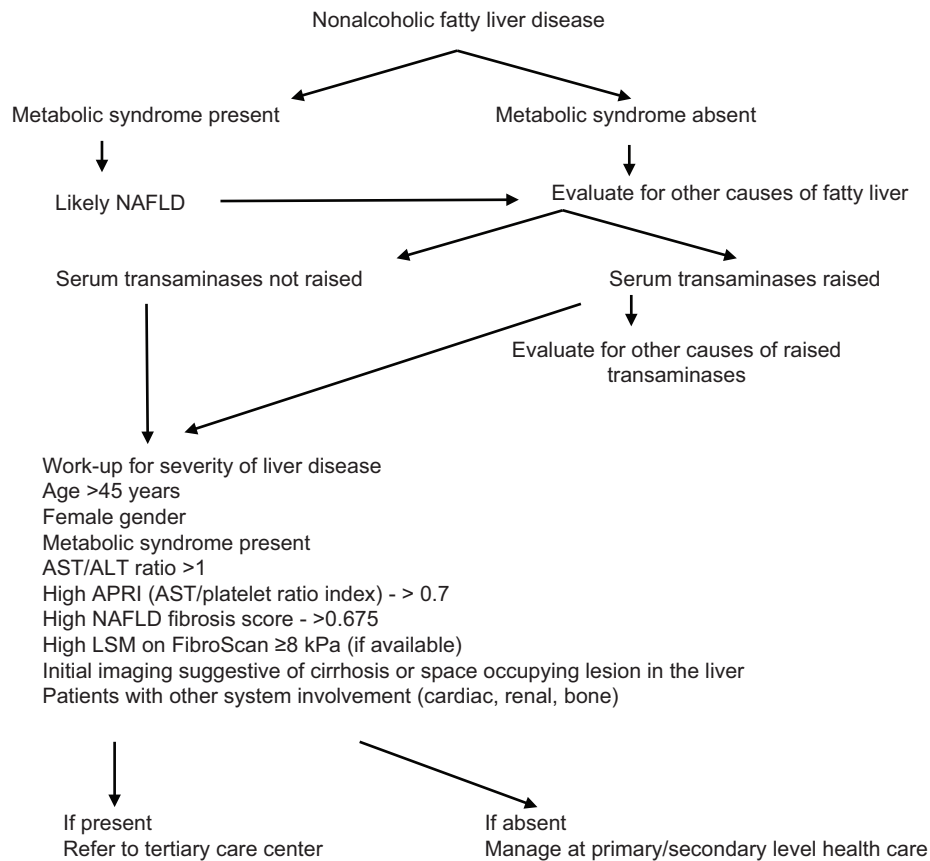 Nonalcoholic fatty liver disease
Metabolic syndrome present
Metabolic syndrome absent
Likely NAFLD
Evaluate for other causes of fatty liver
Serum transaminases not raised
Serum transaminases raised
Evaluate for other causes of raised
transaminases
Work-up for severity of liver disease
Age >45 years
Female gender
Metabolic syndrome present
AST/ALT ratio >1
High APRI (AST/platelet ratio index) - > 0.7
High NAFLD fibrosis score - >0.675
High LSM on FibroScan ≥8 kPa (if available)
Initial imaging suggestive of cirrhosis or space occupying lesion in the liver
Patients with other system involvement (cardiac, renal, bone)
If present
Refer to tertiary care center
If absent
Manage at primary/secondary level health care